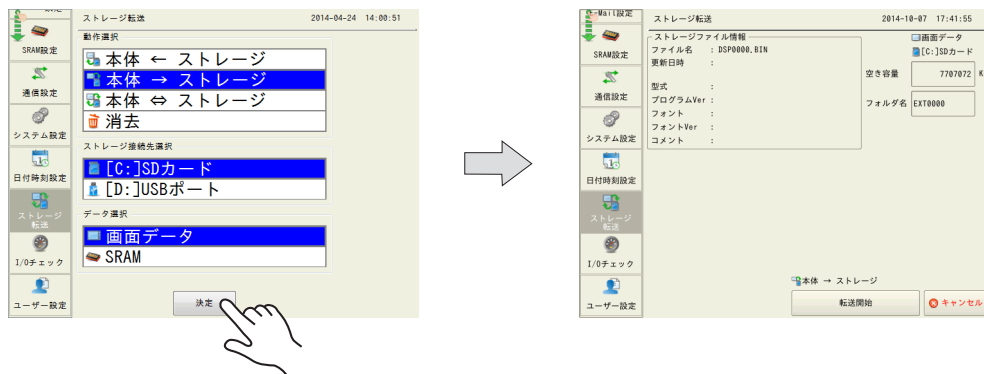 ストレージ転送 2014-04-24 14:00:51
SRAM設定
通信設定
システム設定
日付時刻設定
ストレージ
転送
I/Oチェック
ユーザー設定
動作選択
本体 ← ストレージ
本体 → ストレージ
本体 ⇔ ストレージ
消去
ストレージ接続先選択
[C:]SDカード
[D:]USBポート
データ選択
画面データ
SRAM
決定
E-Mail設定
SRAM設定
通信設定
システム設定
日付時刻設定
ストレージ
転送
I/Oチェック
ユーザー設定
ストレージ転送 2014-10-07 17:41:55
ストレージファイル情報
ファイル名 : DSP0000.BIN
更新日時 :
型式 :
プログラムVer :
フォント :
フォントVer :
コメント :
画面データ
[C:]SDカード
空き容量 7707072 K
フォルダ名 EXT0000
本体 → ストレージ
転送開始 キャンセル